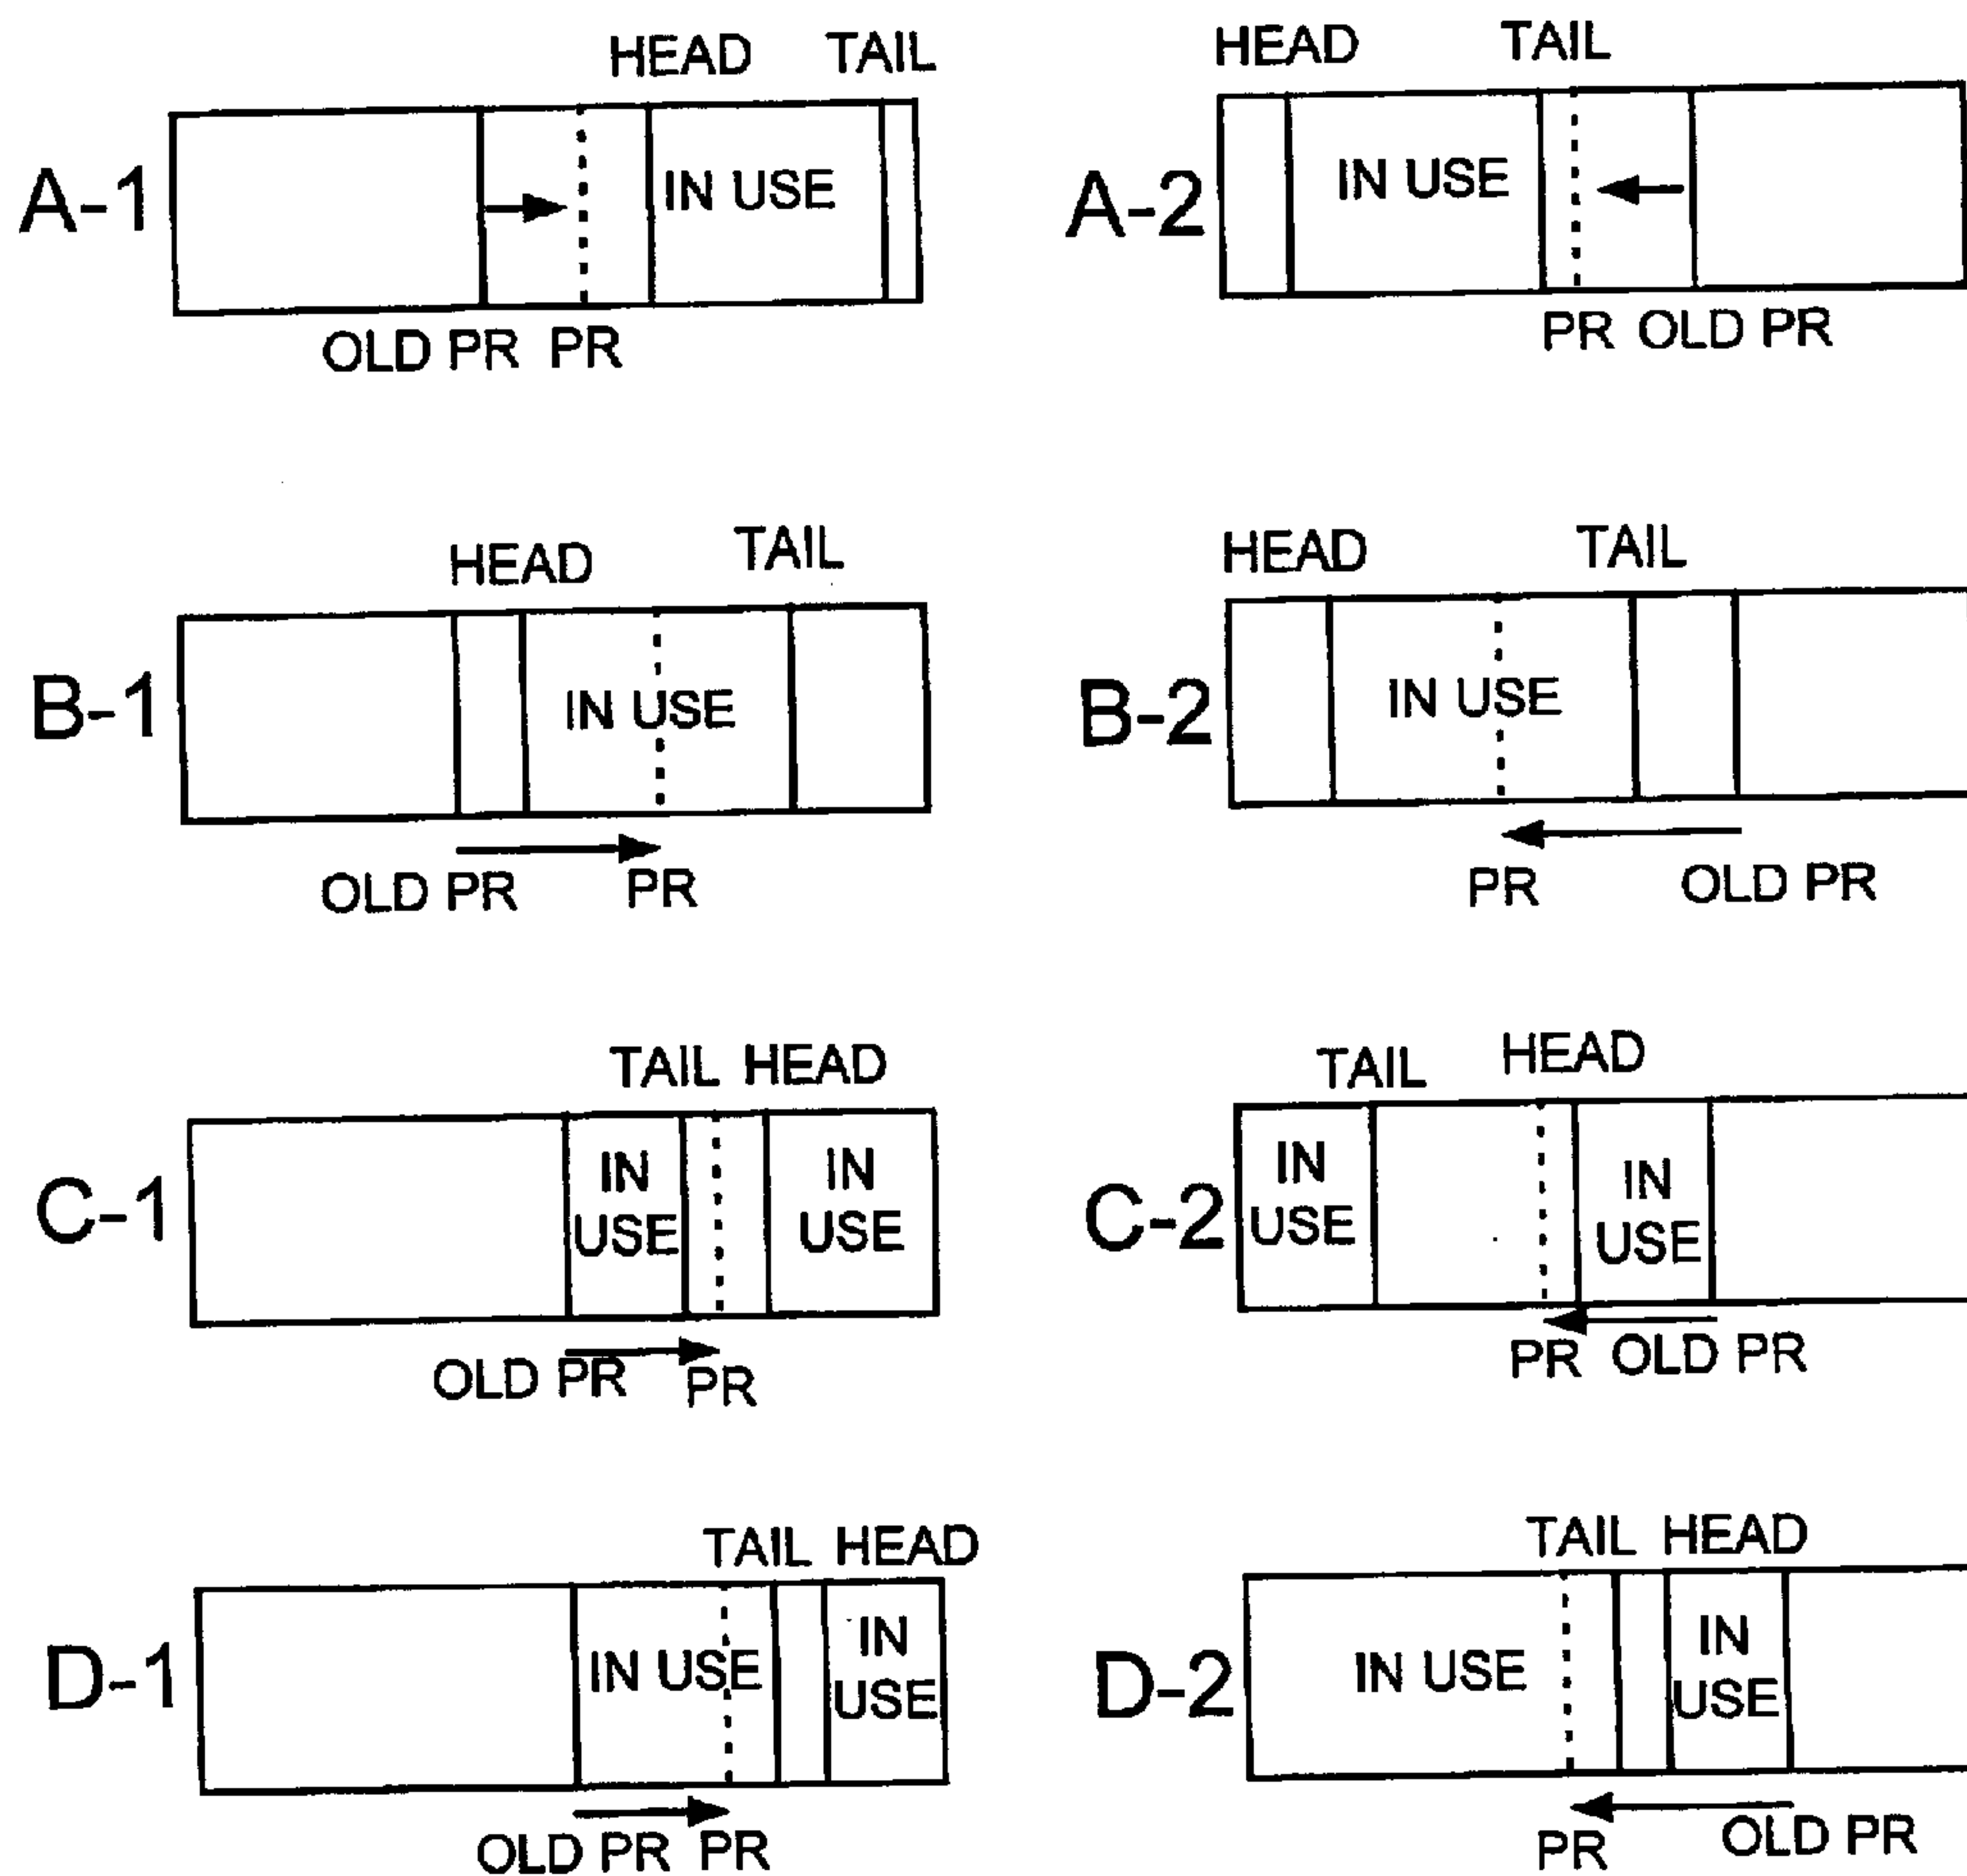 HEAD TAIL
A-1 IN USE
OLD PR PR
HEAD TAIL
A-2 IN USE
PR OLD PR
HEAD TAIL
B-1 IN USE
OLD PR PR
HEAD TAIL
B-2 IN USE
PR OLD PR
TAIL HEAD
C-1 IN USE IN USE
OLD PR PR
TAIL HEAD
C-2 IN USE IN USE
PR OLD PR
TAIL HEAD
D-1 IN USE IN USE
OLD PR PR
TAIL HEAD
D-2 IN USE IN USE
PR OLD PR